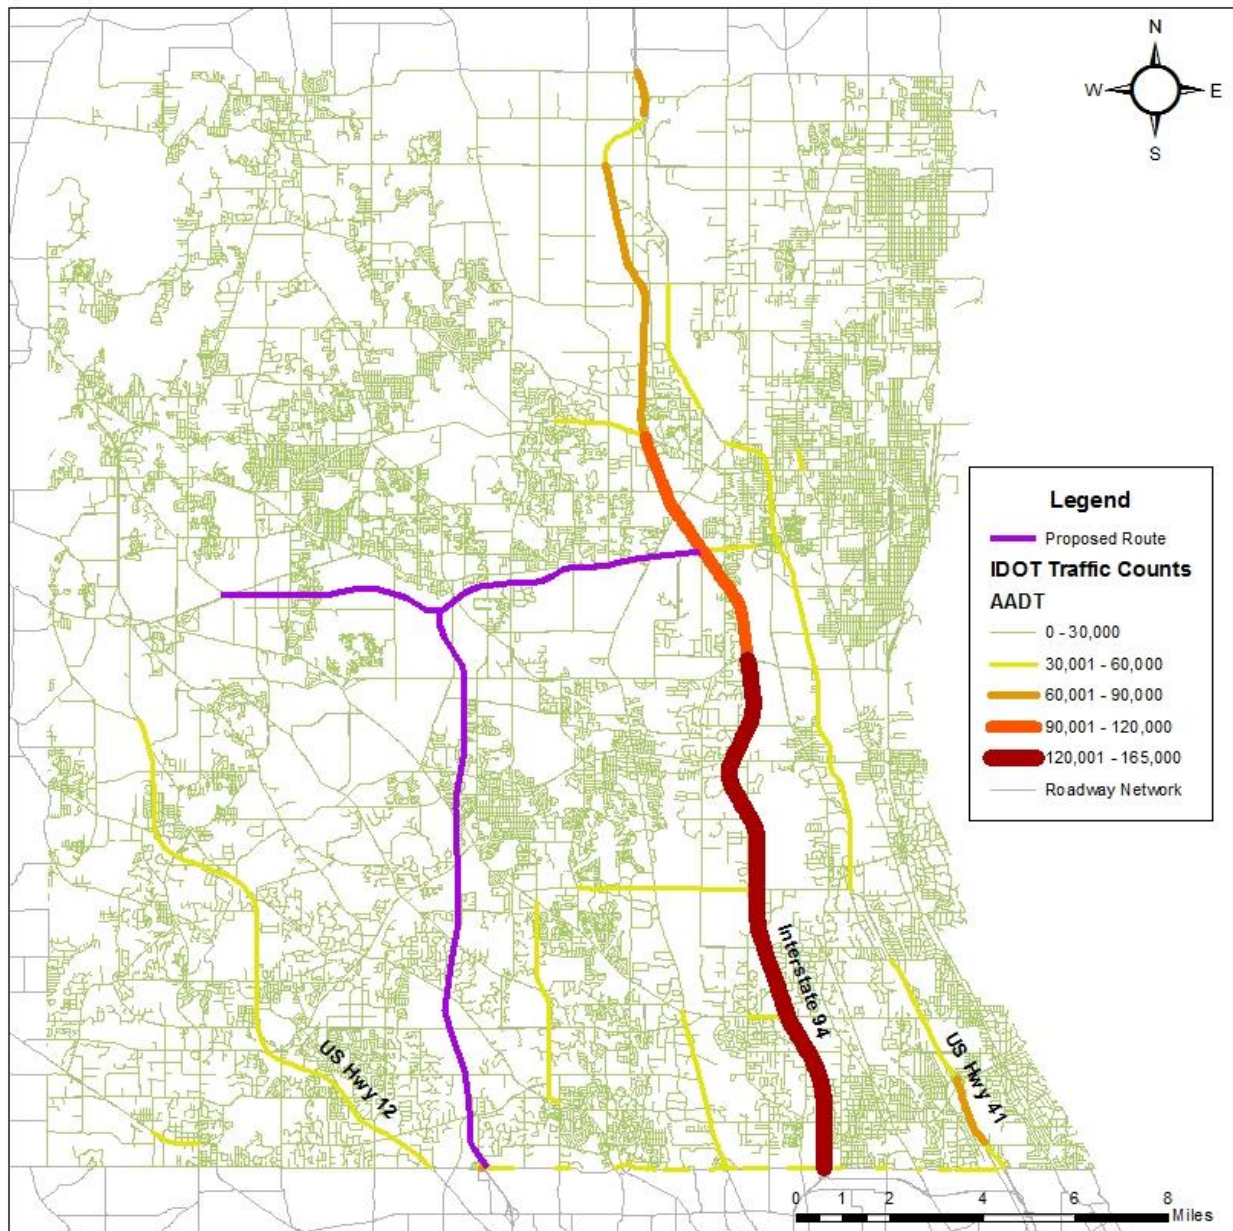 N
W E
S
Legend
Proposed Route
IDOT Traffic Counts
AADT
0 - 30,000
30,001 - 60,000
60,001 - 90,000
90,001 - 120,000
120,001 - 165,000
Roadway Network
Interstate 94
US Hwy 12
US Hwy 41
0 1 2 4 6 8
Miles